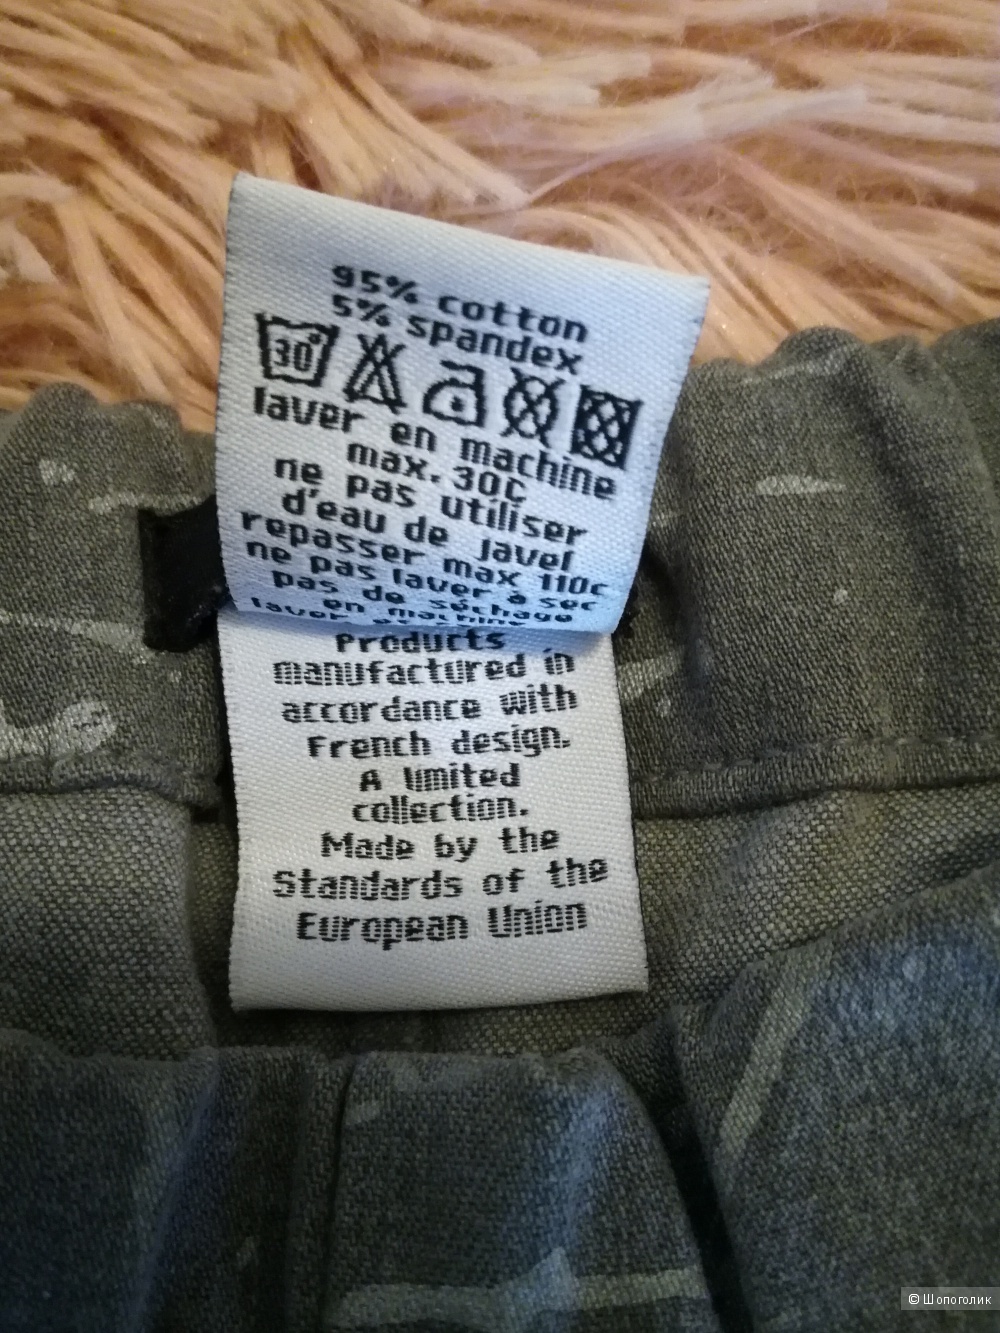 95% cotton
5% spandex
30°
laver en machine
max. 30C
ne pas utiliser
d'eau de Javel
repasser max 110c
ne pas laver à sec
pas de séchage
en machine
Products
manufactured in
accordance with
French design.
A limited
collection.
Made by the
Standards of the
European Union
© Шопоголик